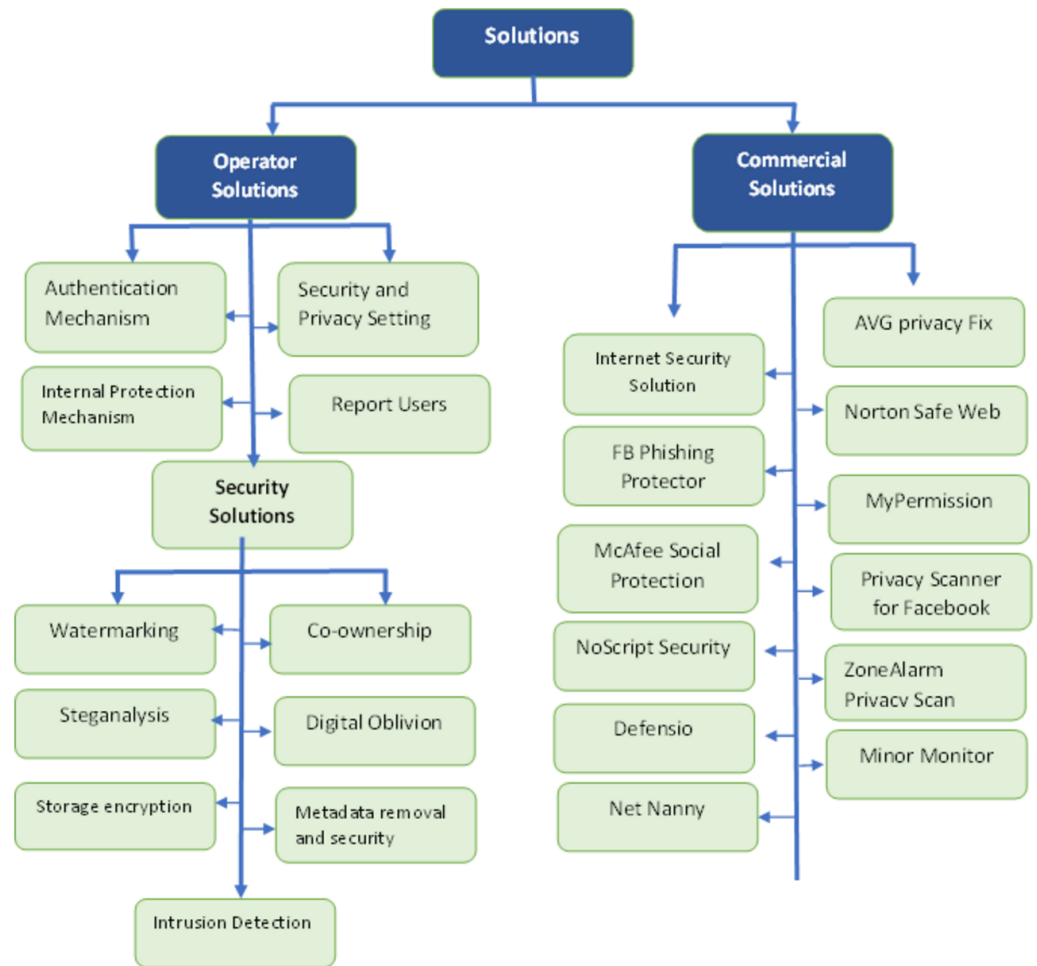 Solutions
Operator
Solutions
Commercial
Solutions
Authentication
Mechanism
Security and
Privacy Setting
Internal Protection
Mechanism
Report Users
Security
Solutions
Watermarking
Co-ownership
Steganalysis
Digital Oblivion
Storage encryption
Metadata removal
and security
Intrusion Detection
AVG privacy Fix
Internet Security
Solution
Norton Safe Web
FB Phishing
Protector
MyPermission
McAfee Social
Protection
Privacy Scanner
for Facebook
NoScript Security
ZoneAlarm
Privacy Scan
Defensio
Minor Monitor
Net Nanny